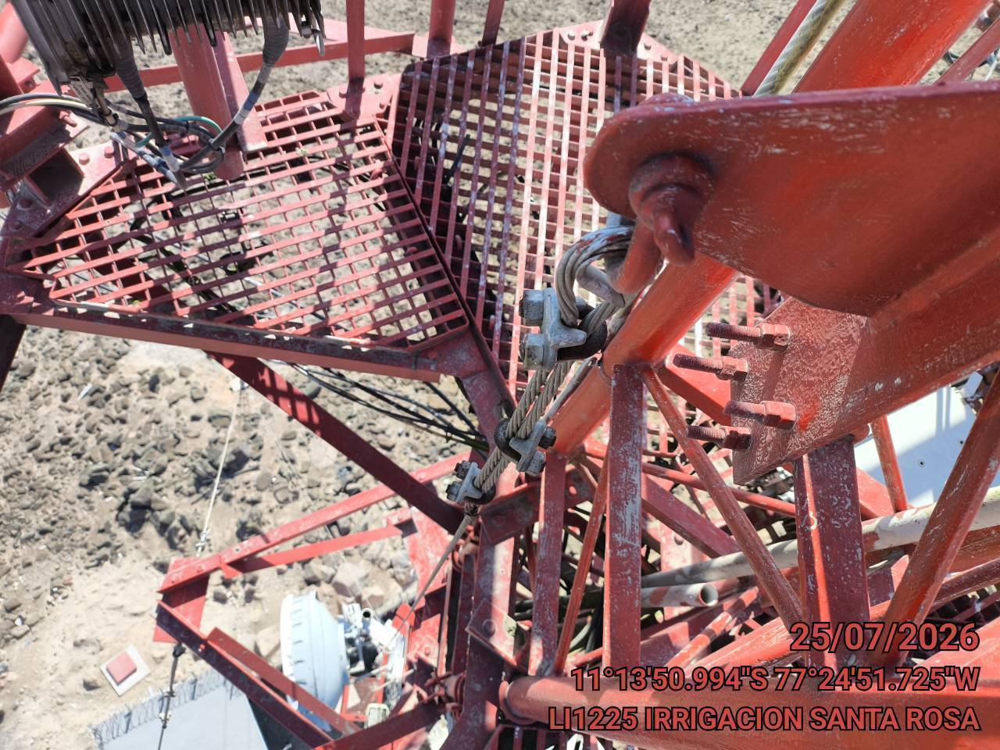 25/07/2026
11°13'50.994"S 77°24'51.725"W
LI1225 IRRIGACION SANTA ROSA